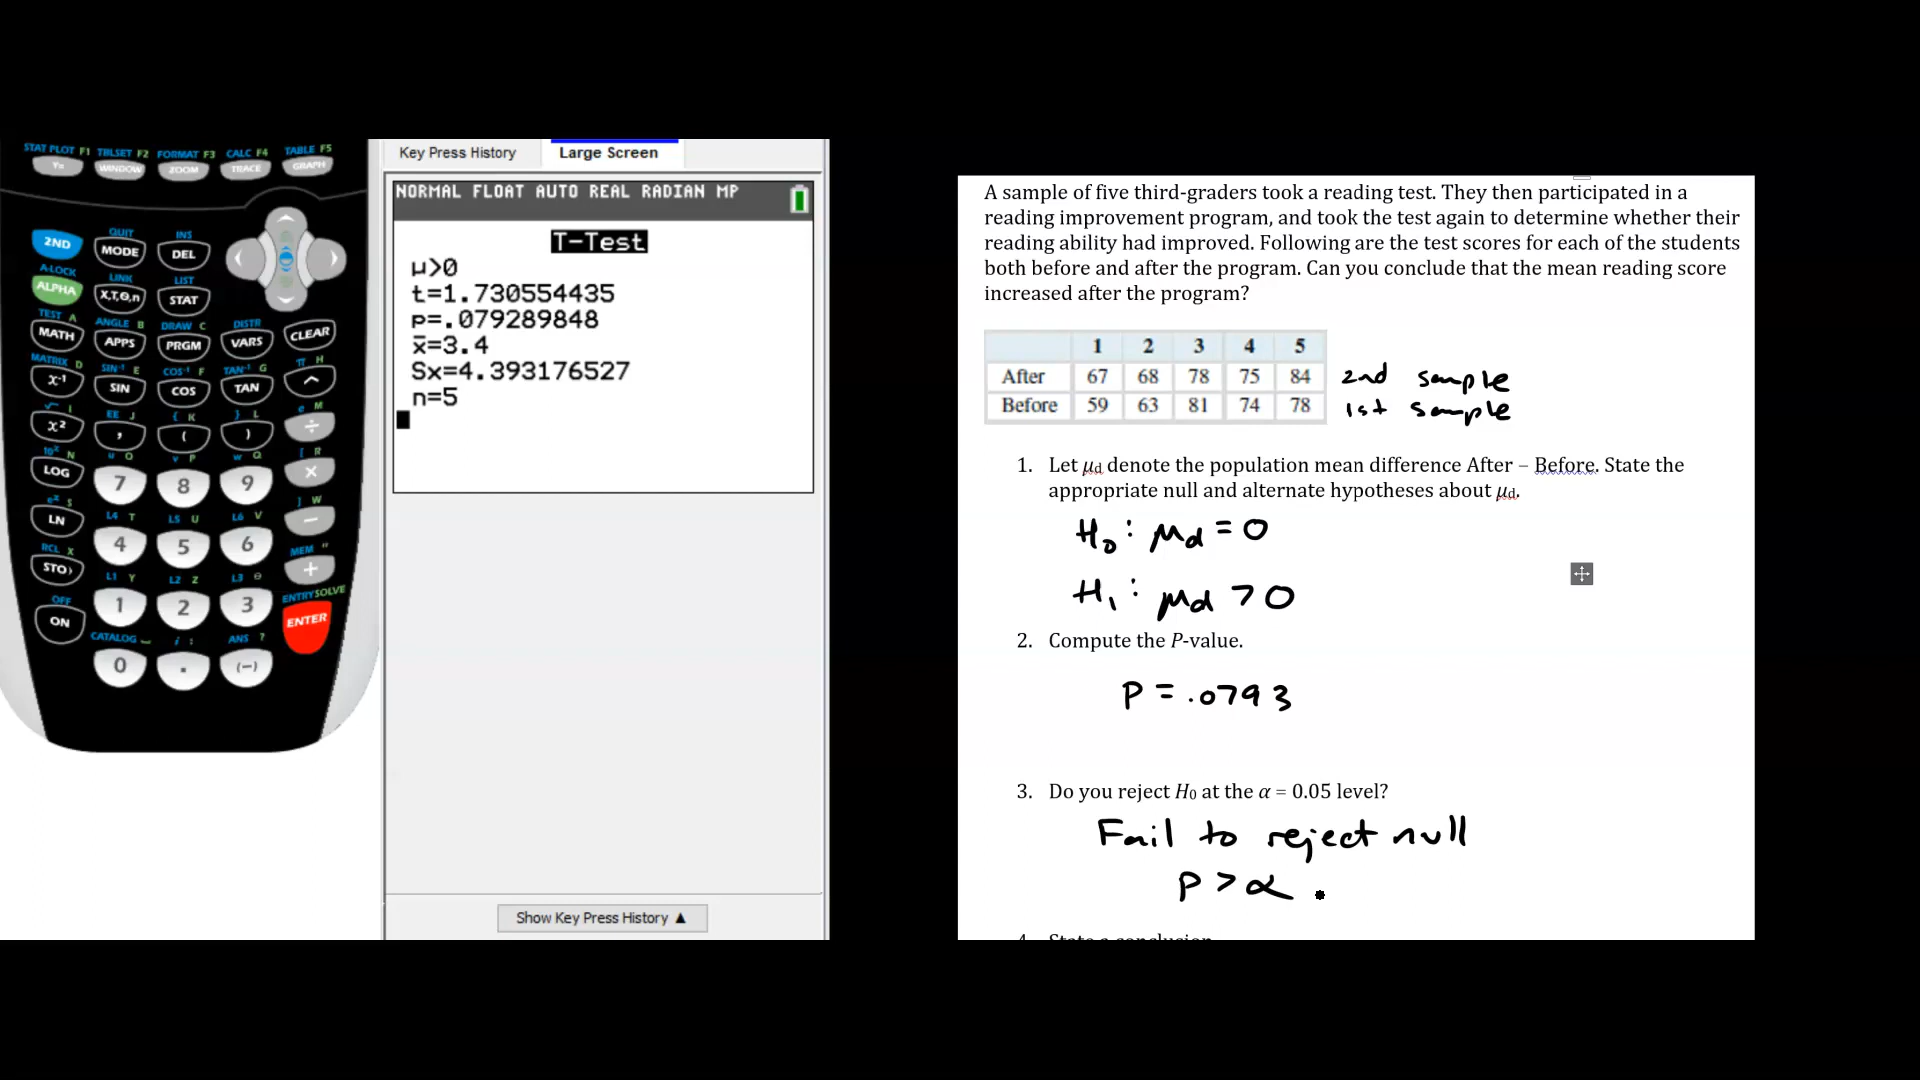 STAT PLOT F1 TBLSET F2 FORMAT F3 CALC F4 TABLE F5
Y= WINDOW ZOOM TRACE GRAPH
QUIT INS
2ND MODE DEL
A-LOCK LINK LIST
ALPHA X,T,θ,n STAT
TEST A ANGLE B DRAW C DISTR
MATH APPS PRGM VARS CLEAR
MATRIX D SIN⁻¹ E COS⁻¹ F TAN⁻¹ G π H
x⁻¹ SIN COS TAN ^
√ I EE J { K } L e M
x² , ( ) ÷
10ˣ N u O v P w Q [ R
LOG 7 8 9 ×
eˣ S L4 T L5 U L6 V ] W
LN 4 5 6 −
RCL X L1 Y L2 Z L3 θ MEM "
STO› 1 2 3 +
OFF CATALOG i : ANS ? ENTRY SOLVE
ON 0 . (−) ENTER
Key Press History Large Screen
NORMAL FLOAT AUTO REAL RADIAN MP
T-Test
μ>0
t=1.730554435
p=.079289848
x̄=3.4
Sx=4.393176527
n=5
Show Key Press History ▲
A sample of five third-graders took a reading test. They then participated in a
reading improvement program, and took the test again to determine whether their
reading ability had improved. Following are the test scores for each of the students
both before and after the program. Can you conclude that the mean reading score
increased after the program?
1 2 3 4 5
After 67 68 78 75 84 2nd sample
Before 59 63 81 74 78 1st sample
1. Let μd denote the population mean difference After – Before. State the
appropriate null and alternate hypotheses about μd.
H₀: μd = 0
H₁: μd > 0
2. Compute the P-value.
P = .0793
3. Do you reject H0 at the α = 0.05 level?
Fail to reject null
P > α
4. State a conclusion.